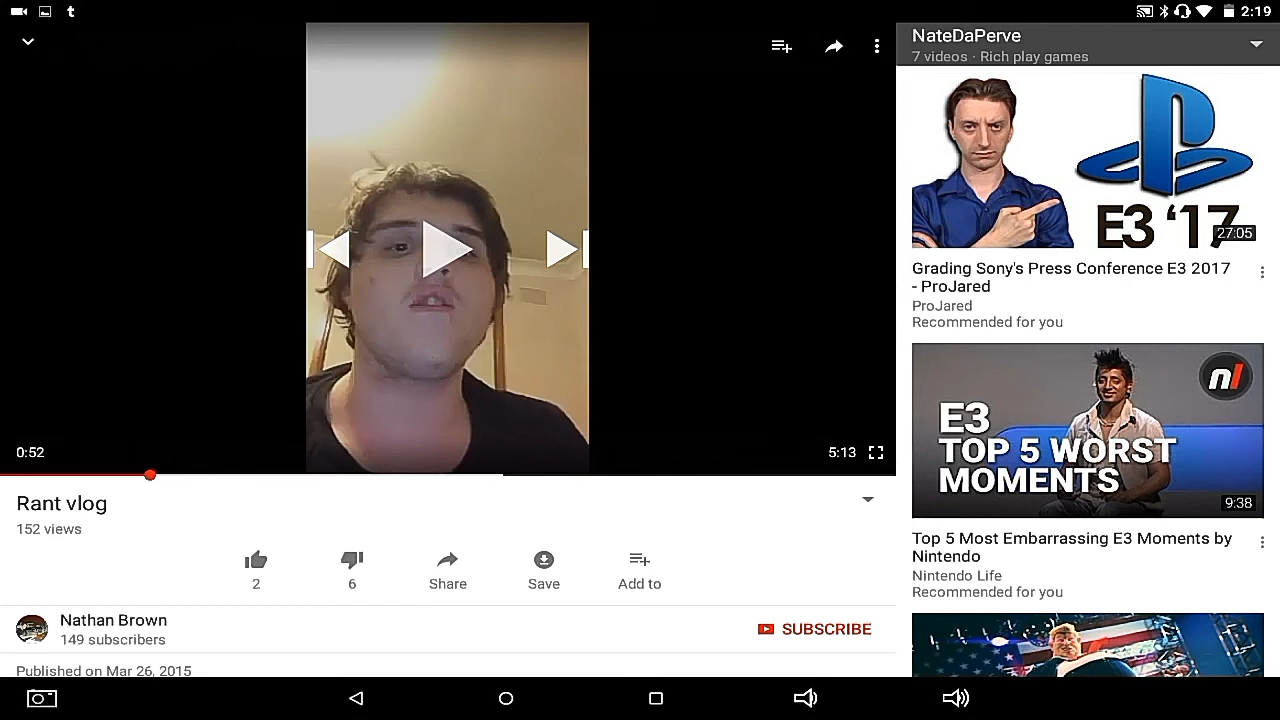 t
2:19
NateDaPerve
7 videos · Rich play games
E3 ‘17
27:05
Grading Sony's Press Conference E3 2017
- ProJared
ProJared
Recommended for you
nl
E3
TOP 5 WORST
MOMENTS
9:38
Top 5 Most Embarrassing E3 Moments by
Nintendo
Nintendo Life
Recommended for you
0:52
5:13
Rant vlog
152 views
2
6
Share
Save
Add to
Nathan Brown
149 subscribers
SUBSCRIBE
Published on Mar 26, 2015